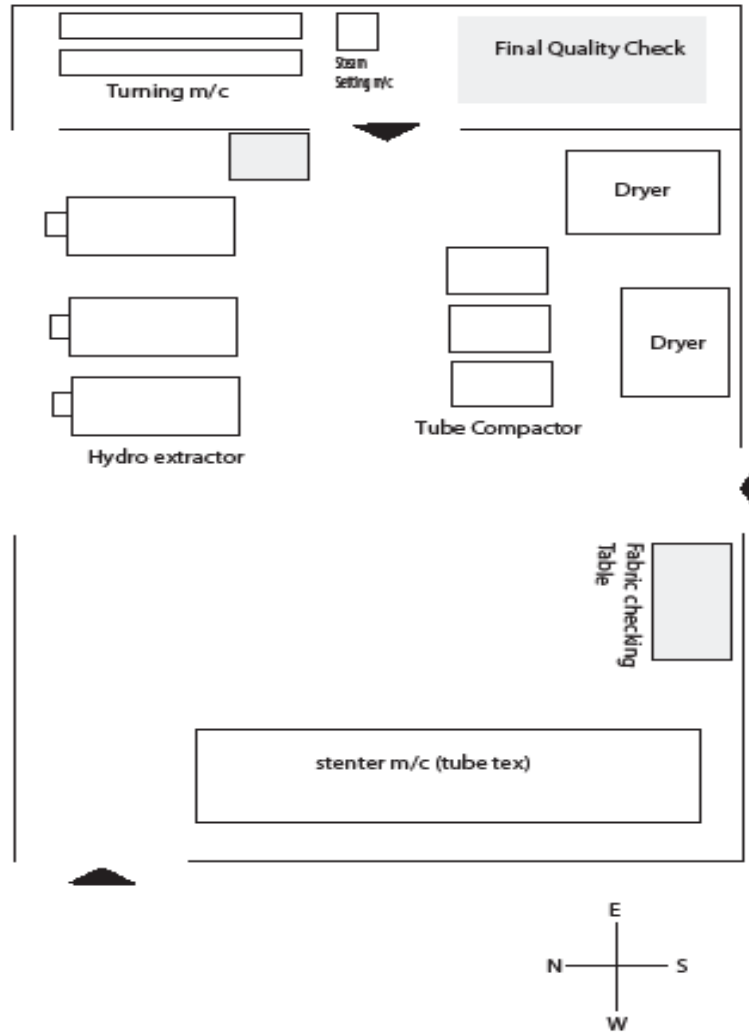 Final Quality Check
Steam
Setting m/c
Turning m/c
Dryer
Dryer
Tube Compactor
Hydro extractor
Fabric checking
Table
stenter m/c (tube tex)
E
N
S
W